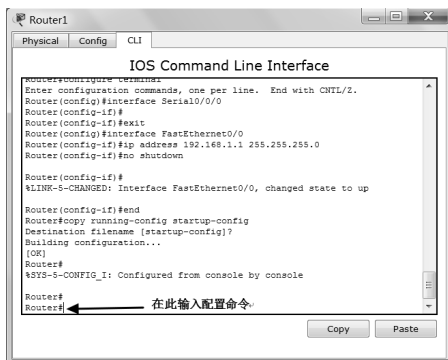 Router1
Physical Config CLI
IOS Command Line Interface
Router#configure terminal
Enter configuration commands, one per line. End with CNTL/Z.
Router(config)#interface Serial0/0/0
Router(config-if)#
Router(config-if)#exit
Router(config)#interface FastEthernet0/0
Router(config-if)#ip address 192.168.1.1 255.255.255.0
Router(config-if)#no shutdown
Router(config-if)#
%LINK-5-CHANGED: Interface FastEthernet0/0, changed state to up
Router(config-if)#end
Router#copy running-config startup-config
Destination filename [startup-config]?
Building configuration...
[OK]
Router#
%SYS-5-CONFIG_I: Configured from console by console
Router#
Router# 在此输入配置命令
Copy Paste